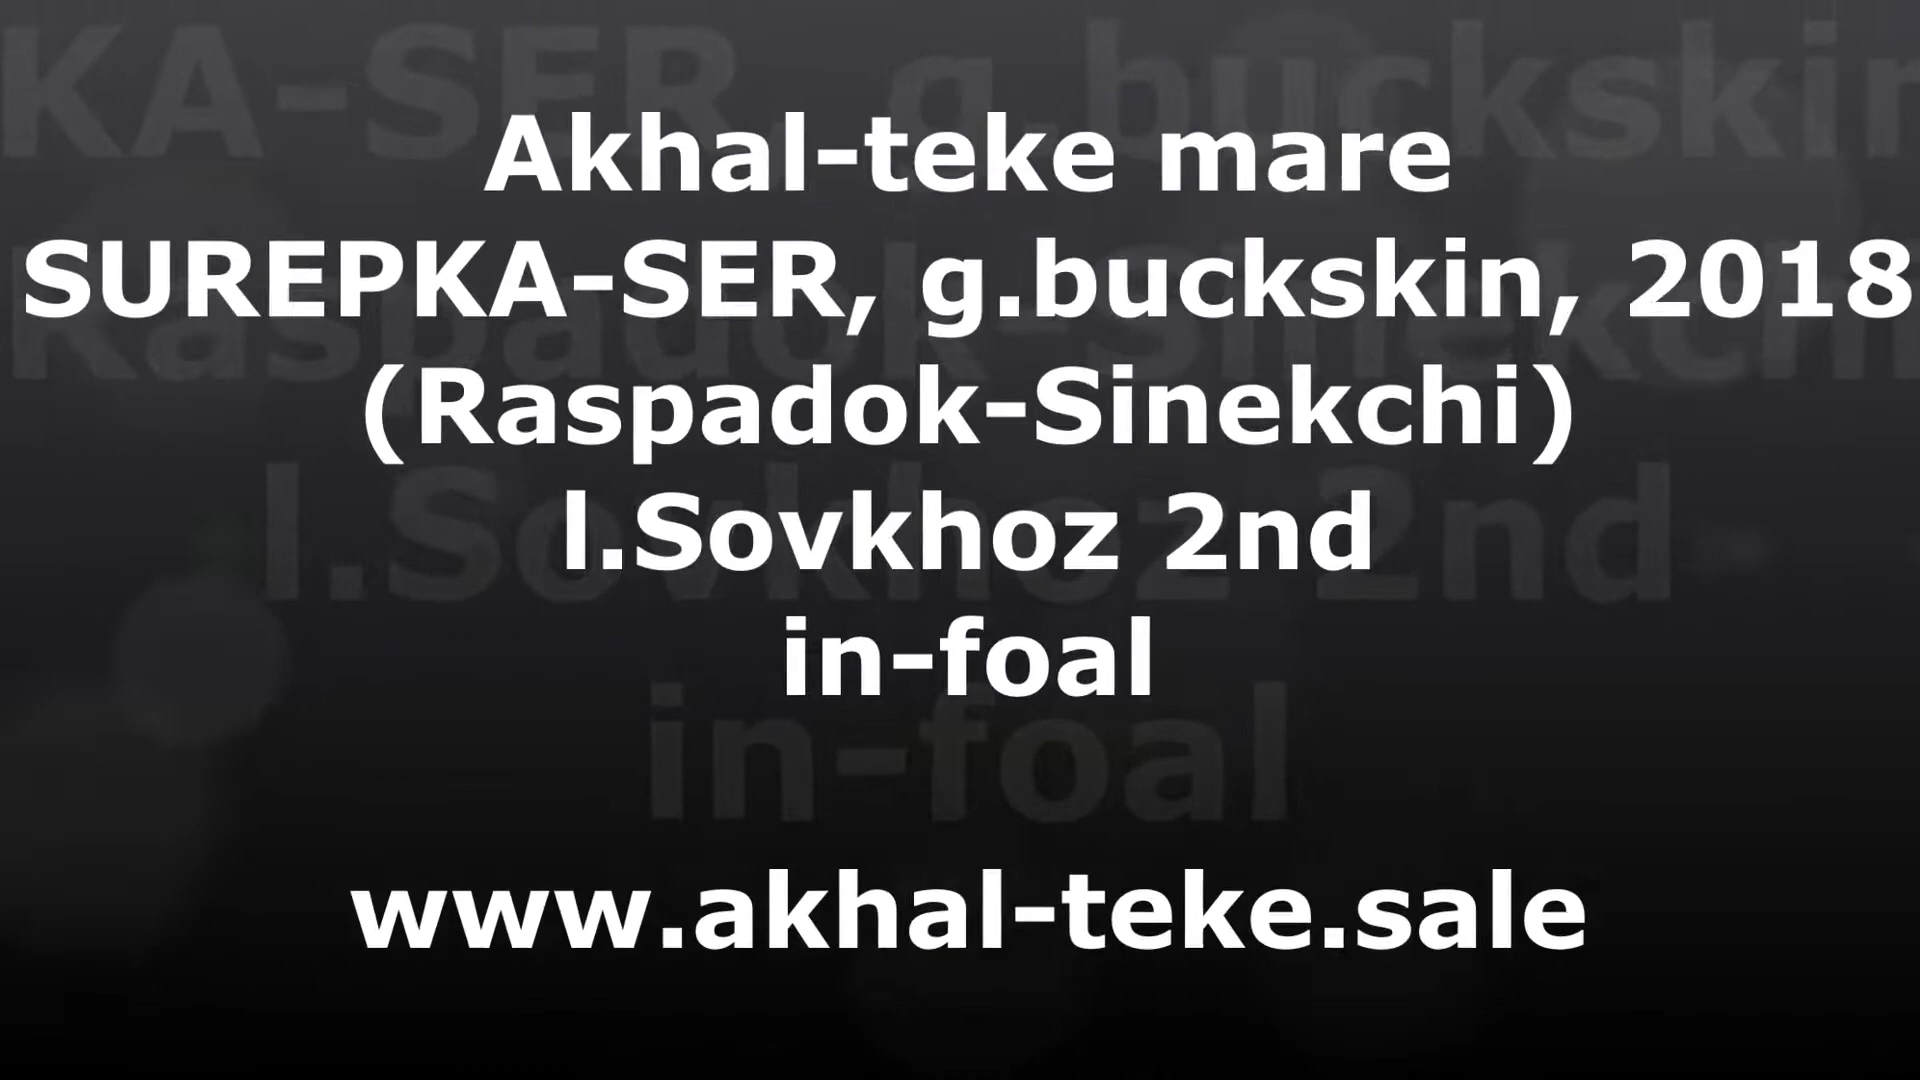 Akhal-teke mare
SUREPKA-SER, g.buckskin, 2018
(Raspadok-Sinekchi)
l.Sovkhoz 2nd
in-foal
www.akhal-teke.sale